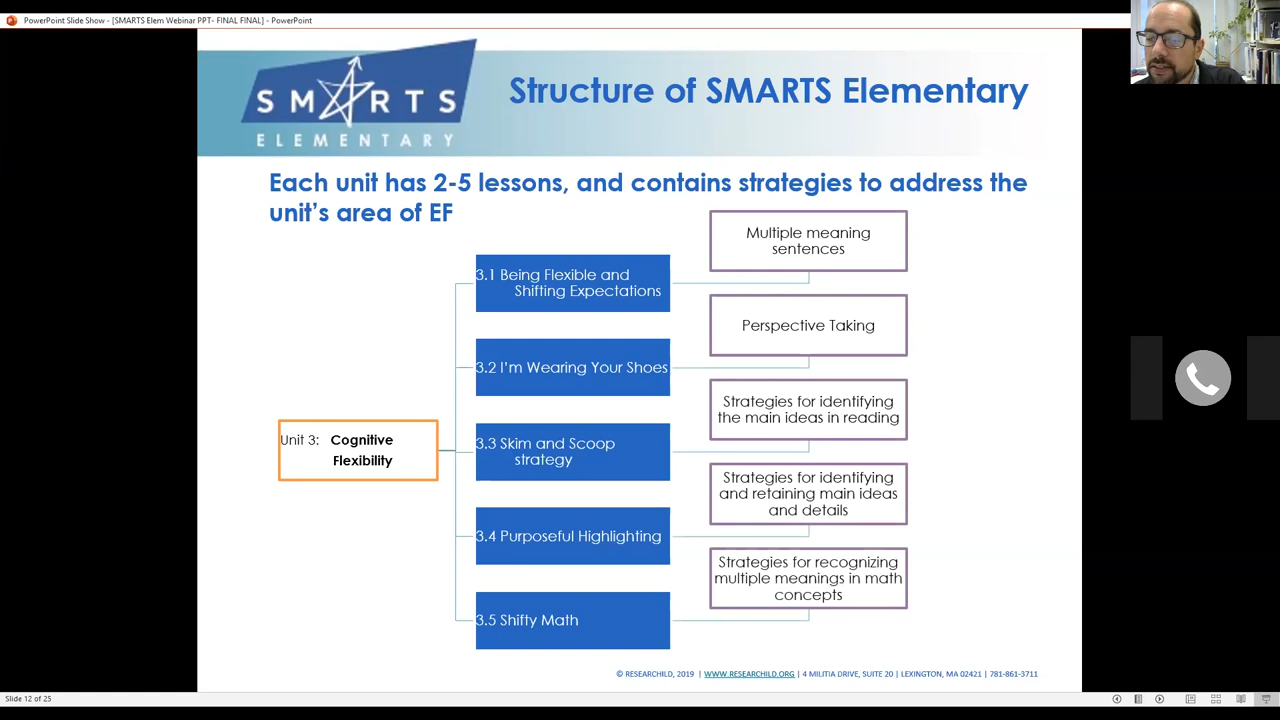 PowerPoint Slide Show - [SMARTS Elem Webinar PPT- FINAL FINAL] - PowerPoint
SMARTS
ELEMENTARY
Structure of SMARTS Elementary
Each unit has 2-5 lessons, and contains strategies to address the
unit's area of EF
Multiple meaning
sentences
3.1 Being Flexible and
Shifting Expectations
Perspective Taking
3.2 I'm Wearing Your Shoes
Strategies for identifying
the main ideas in reading
3.3 Skim and Scoop
strategy
Unit 3: Cognitive
Flexibility
Strategies for identifying
and retaining main ideas
and details
3.4 Purposeful Highlighting
Strategies for recognizing
multiple meanings in math
concepts
3.5 Shifty Math
© RESEARCHILD, 2019 | WWW.RESEARCHILD.ORG | 4 MILITIA DRIVE, SUITE 20 | LEXINGTON, MA 02421 | 781-861-3711
Slide 12 of 25